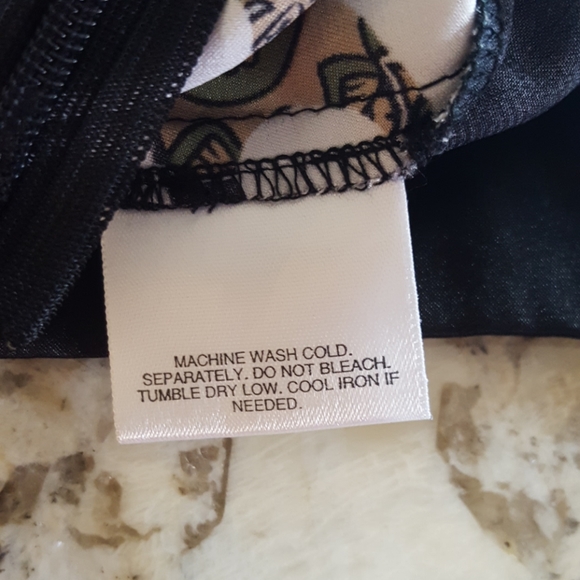 MACHINE WASH COLD.
SEPARATELY. DO NOT BLEACH.
TUMBLE DRY LOW. COOL IRON IF
NEEDED.